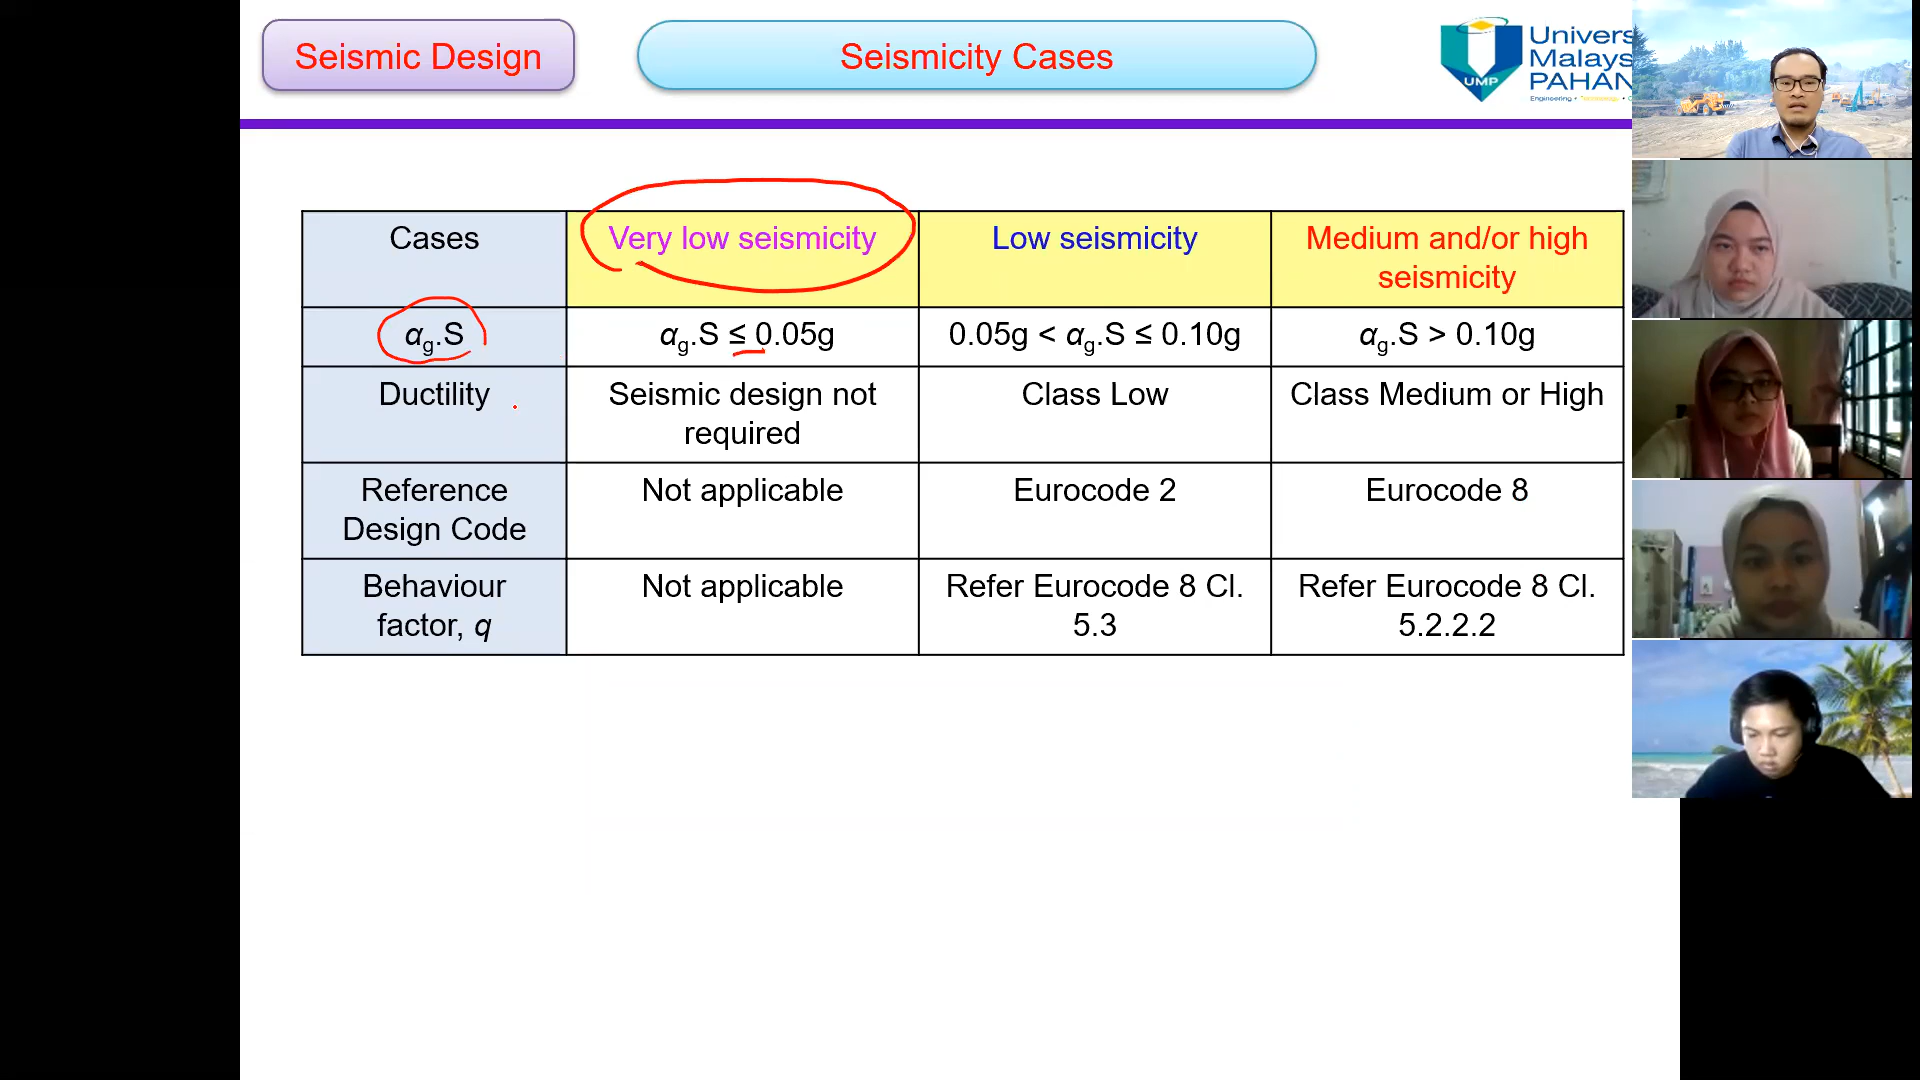 Seismic Design
Seismicity Cases
UMP
Univers
Malays
PAHAN
Engineering • Technology •
Cases
Very low seismicity
Low seismicity
Medium and/or high
seismicity
αg.S
αg.S ≤ 0.05g
0.05g < αg.S ≤ 0.10g
αg.S > 0.10g
Ductility
Seismic design not
required
Class Low
Class Medium or High
Reference
Design Code
Not applicable
Eurocode 2
Eurocode 8
Behaviour
factor, q
Not applicable
Refer Eurocode 8 Cl.
5.3
Refer Eurocode 8 Cl.
5.2.2.2